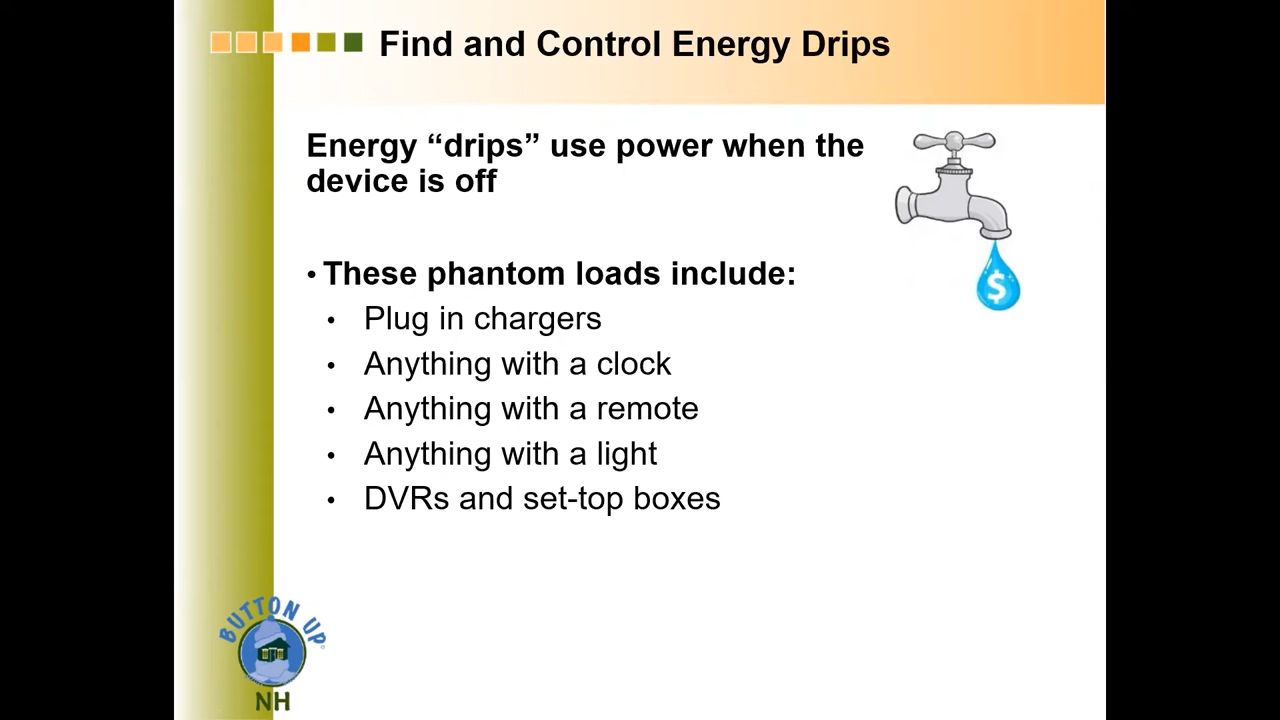 Find and Control Energy Drips
Energy “drips” use power when the
device is off
• These phantom loads include:
• Plug in chargers
• Anything with a clock
• Anything with a remote
• Anything with a light
• DVRs and set-top boxes
$
BUTTON UP
NH